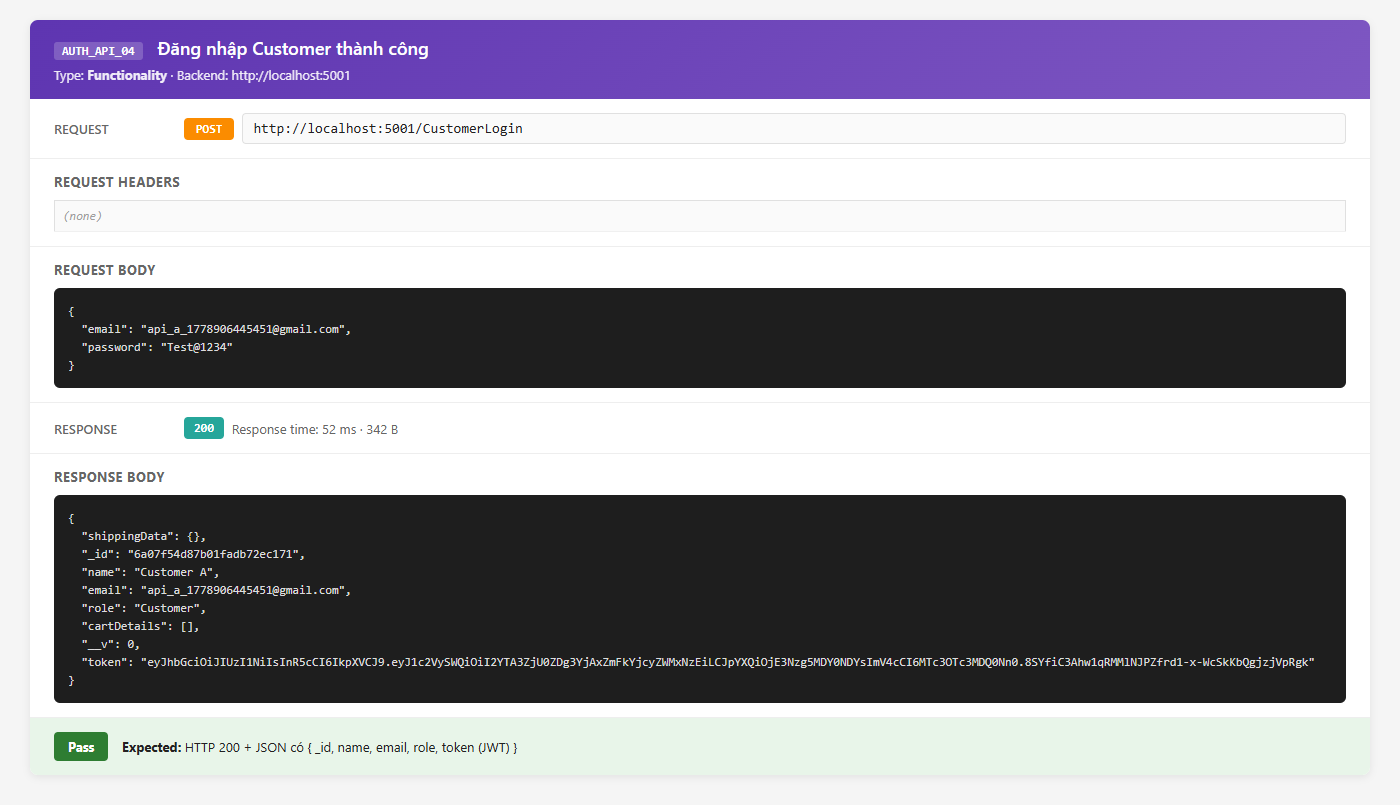 AUTH_API_04 Đăng nhập Customer thành công
Type: Functionality · Backend: http://localhost:5001
REQUEST POST http://localhost:5001/CustomerLogin
REQUEST HEADERS
(none)
REQUEST BODY
{
"email": "api_a_1778906445451@gmail.com",
"password": "Test@1234"
}
RESPONSE 200 Response time: 52 ms · 342 B
RESPONSE BODY
{
"shippingData": {},
"_id": "6a07f54d87b01fadb72ec171",
"name": "Customer A",
"email": "api_a_1778906445451@gmail.com",
"role": "Customer",
"cartDetails": [],
"__v": 0,
"token": "eyJhbGciOiJIUzI1NiIsInR5cCI6IkpXVCJ9.eyJ1c2VySWQiOiI2YTA3ZjU0ZDg3YjAxZmFkYjcyZWMxNzEiLCJpYXQiOjE3Nzg5MDY0NDYsImV4cCI6MTc3OTc3MDQ0Nn0.8SYfiC3Ahw1qRMMlNJPZfrd1-x-WcSkKbQgjzjVpRgk"
}
Pass Expected: HTTP 200 + JSON có { _id, name, email, role, token (JWT) }